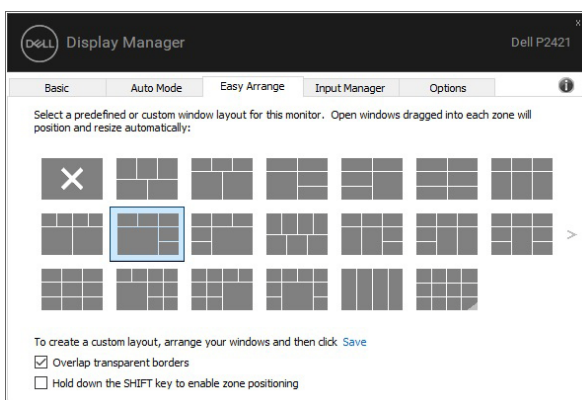 DELL Display Manager
Dell P2421
x
Basic
Auto Mode
Easy Arrange
Input Manager
Options
i
Select a predefined or custom window layout for this monitor. Open windows dragged into each zone will
position and resize automatically:
>
To create a custom layout, arrange your windows and then click Save
Overlap transparent borders
Hold down the SHIFT key to enable zone positioning